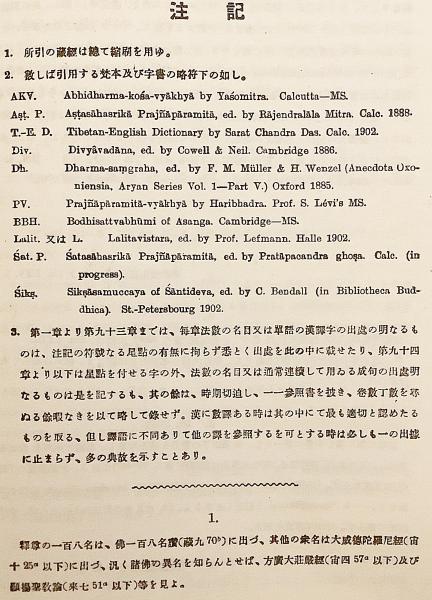 注記
1. 所引の藏經は總て縮刷を用ゆ。
2. 數しば引用する梵本及び字書の略符下の如し。
AKV. Abhidharma-kośa-vyākhyā by Yaśomitra. Calcutta—MS.
Aṣṭ. P. Aṣṭasāhasrikā Prajñāpāramitā, ed. by Rājendralāla Mitra. Calc. 1888.
T.-E. D. Tibetan-English Dictionary by Sarat Chandra Das. Calc. 1902.
Div. Divyāvadāna, ed. by Cowell & Neil. Cambridge 1886.
Dh. Dharma-saṃgraha, ed. by F. M. Müller & H. Wenzel (Anecdota Oxo-
niensia, Aryan Series Vol. 1—Part V.) Oxford 1885.
PV. Prajñāpāramitā-vyākhyā by Haribhadra. Prof. S. Lévi's MS.
BBH. Bodhisattvabhūmi of Asanga. Cambridge—MS.
Lalit. 又は L. Lalitavistara, ed. by Prof. Lefmann. Halle 1902.
Śat. P. Śatasāhasrikā Prajñāpāramitā, ed. by Pratāpacandra ghoṣa. Calc. (in
progress).
Śikṣ. Śikṣāsamuccaya of Śāntideva, ed. by C. Bendall (in Bibliotheca Bud-
dhica). St.-Petersbourg 1902.
3. 第一章より第九十三章までは、每章法數の名目又は單語の漢譯字の出處の明なるも
のは、注記の符號なる星點の有無に拘らず悉とく出處を此の中に載せたり、第九十四
章より以下は星點を付せる字の外、法數の名目又は通常連續して用ゐる成句の出處明
なるものは是を記するも、其の餘は、時期切迫し、一一參照書を披き、卷數丁數を尋
ぬる餘暇なきを以て略して錄せず。漢に數譯ある時は其の中にて最も適切と認めたる
ものを取る、但し譯語に不同ありて他の譯を參照するを可とする時は必しも一の出據
に止まらず、多の典故を示すことあり。
1.
釋尊の一百八名は、佛一百八名讚(藏九 70ᵇ)に出づ、其他の衆名は大威德陀羅尼經(宙
十 25ᵃ 以下)に出づ、汎く諸佛の異名を知らんとせば、方廣大莊嚴經(宙四 57ᵃ 以下)及び
顯揚聖敎論(來七 51ᵃ 以下)等を見よ。